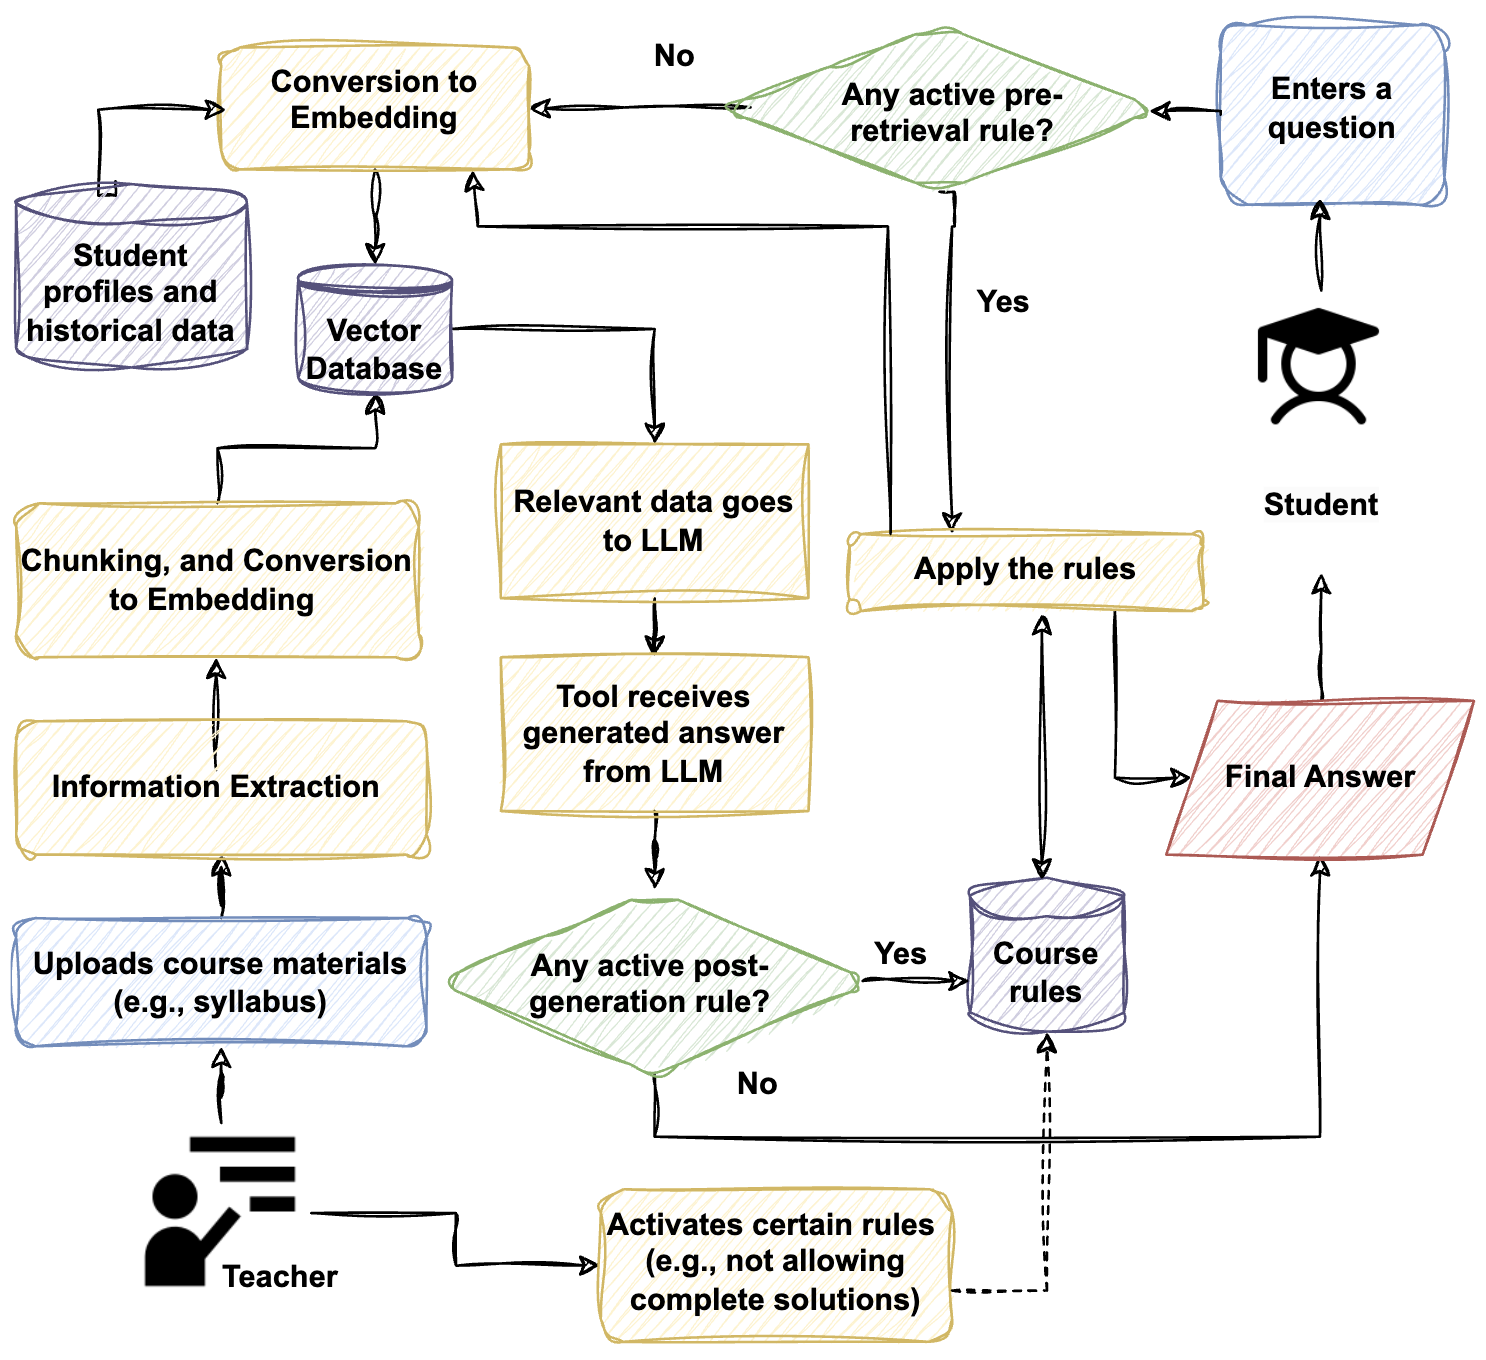 No
Conversion to
Embedding
Any active pre-
retrieval rule?
Enters a
question
Student
profiles and
historical data
Yes
Vector
Database
Relevant data goes
to LLM
Student
Chunking, and Conversion
to Embedding
Apply the rules
Tool receives
generated answer
from LLM
Information Extraction
Final Answer
Uploads course materials
(e.g., syllabus)
Any active post-
generation rule?
Yes
Course
rules
No
Teacher
Activates certain rules
(e.g., not allowing
complete solutions)